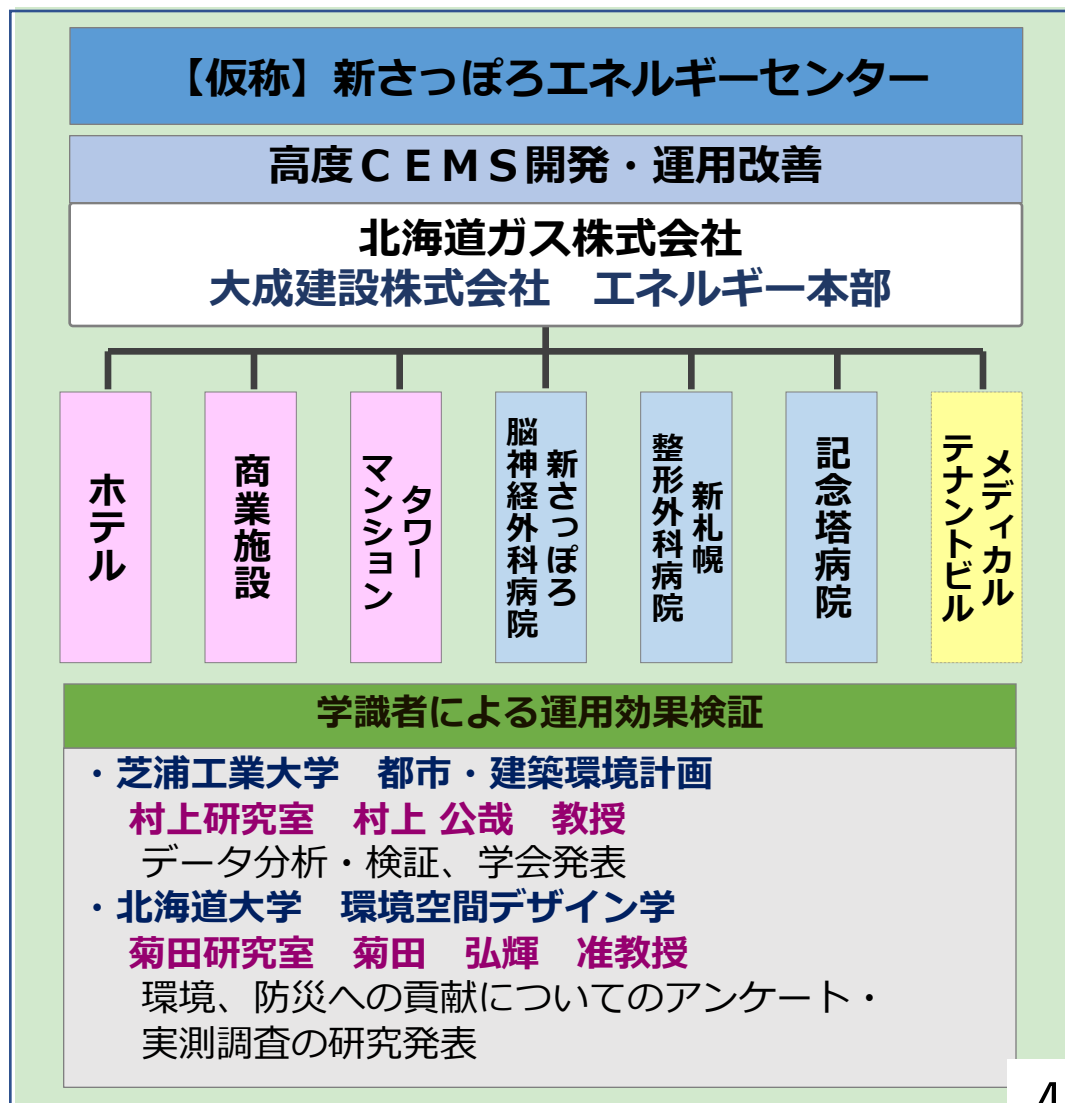 【仮称】新さっぽろエネルギーセンター
高度ＣＥＭＳ開発・運用改善
北海道ガス株式会社
大成建設株式会社　エネルギー本部
ホテル
商業施設
タワー
マンション
新さっぽろ
脳神経外科病院
新札幌
整形外科病院
記念塔病院
メディカル
テナントビル
学識者による運用効果検証
・芝浦工業大学　都市・建築環境計画
村上研究室　村上 公哉　教授
データ分析・検証、学会発表
・北海道大学　環境空間デザイン学
菊田研究室　菊田　弘輝　准教授
環境、防災への貢献についてのアンケート・
実測調査の研究発表
4